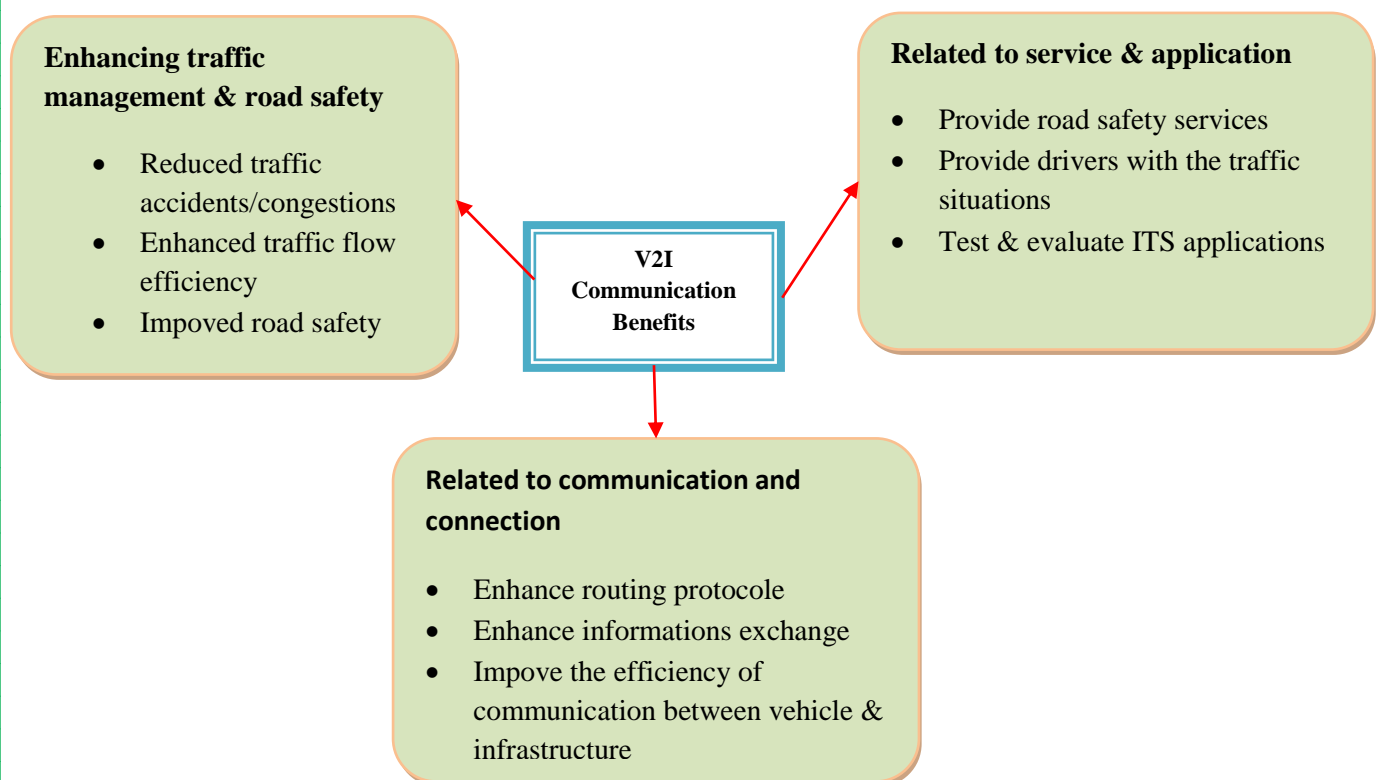 Enhancing traffic
management & road safety
• Reduced traffic
accidents/congestions
• Enhanced traffic flow
efficiency
• Impoved road safety
Related to service & application
• Provide road safety services
• Provide drivers with the traffic
situations
• Test & evaluate ITS applications
V2I
Communication
Benefits
Related to communication and
connection
• Enhance routing protocole
• Enhance informations exchange
• Impove the efficiency of
communication between vehicle &
infrastructure